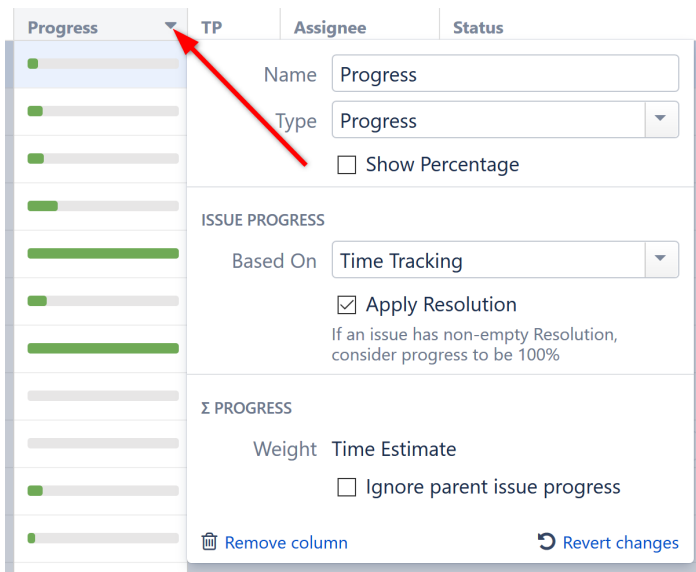 Progress TP Assignee Status
Name Progress
Type Progress
Show Percentage
ISSUE PROGRESS
Based On Time Tracking
Apply Resolution
If an issue has non-empty Resolution,
consider progress to be 100%
Σ PROGRESS
Weight Time Estimate
Ignore parent issue progress
Remove column Revert changes